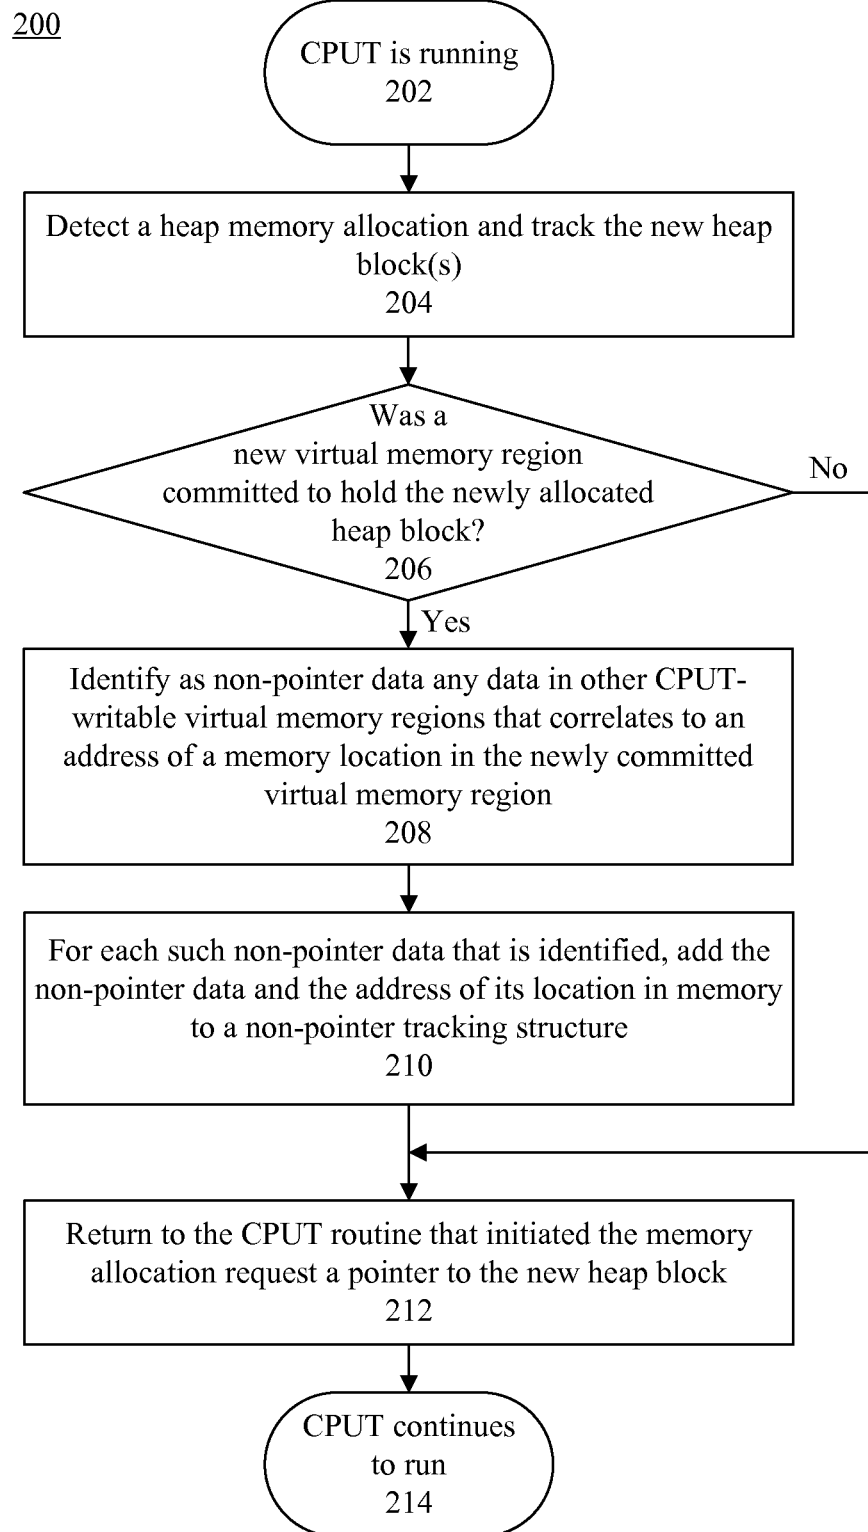 200
CPUT is running
202
Detect a heap memory allocation and track the new heap
block(s)
204
Was a
new virtual memory region
committed to hold the newly allocated
heap block?
206
No
Yes
Identify as non-pointer data any data in other CPUT-
writable virtual memory regions that correlates to an
address of a memory location in the newly committed
virtual memory region
208
For each such non-pointer data that is identified, add the
non-pointer data and the address of its location in memory
to a non-pointer tracking structure
210
Return to the CPUT routine that initiated the memory
allocation request a pointer to the new heap block
212
CPUT continues
to run
214